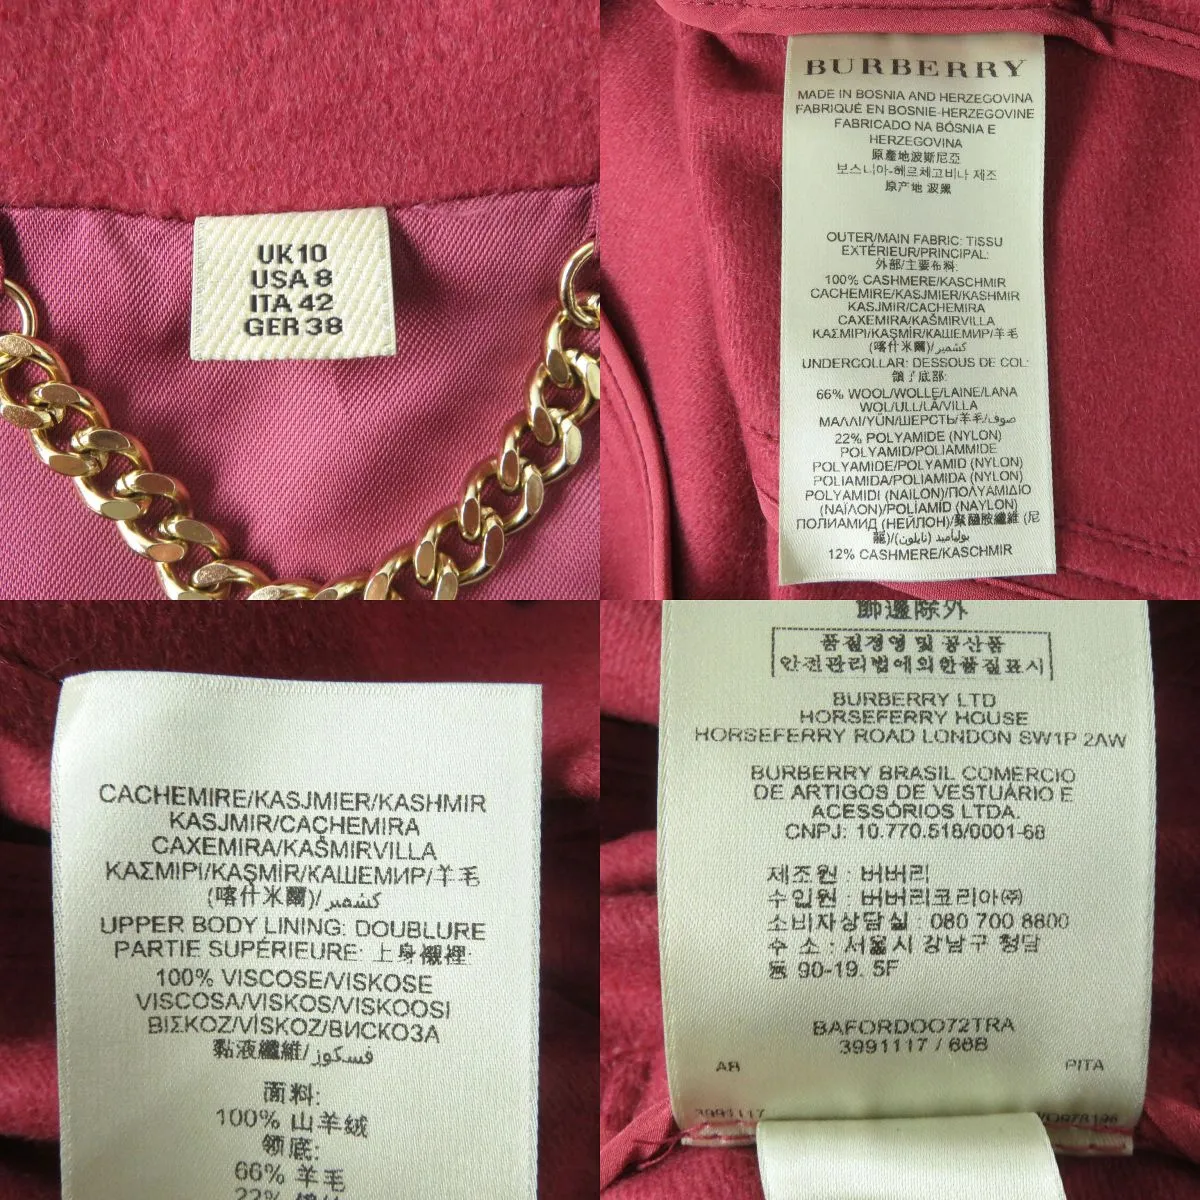 UK 10
USA 8
ITA 42
GER 38
BURBERRY
MADE IN BOSNIA AND HERZEGOVINA
FABRIQUÉ EN BOSNIE-HERZEGOVINE
FABRICADO NA BÓSNIA E
HERZEGOVINA
原產地波斯尼亞
보스니아-헤르체고비나 제조
原产地 波黑
OUTER/MAIN FABRIC: TISSU
EXTÉRIEUR/PRINCIPAL:
外部/主要布料:
100% CASHMERE/KASCHMIR
CACHEMIRE/KASJMIER/KASHMIR
KASJMIR/CACHEMIRA
CAXEMIRA/KAŠMIRVILLA
ΚΑΣΜΙΡΙ/KAŞMİR/КАШЕМИР/羊毛
(喀什米爾)/كشمير
UNDERCOLLAR: DESSOUS DE COL:
領子底部:
66% WOOL/WOLLE/LAINE/LANA
WOL/ULL/LÃ/VILLA
ΜΑΛΛΙ/YÜN/ШЕРСТЬ/羊毛/صوف
22% POLYAMIDE (NYLON)
POLYAMID/POLIAMMIDE
POLYAMIDE/POLYAMID (NYLON)
POLIAMIDA/POLIAMIDA (NYLON)
POLYAMIDI (NAILON)/ΠΟΛΥΑΜΙΔΙΟ
(ΝΑΪΛΟΝ)/POLİAMİD (NAYLON)
ПОЛИАМИД (НЕЙЛОН)/聚醯胺纖維 (尼
龍)/بولياميد (نايلون)
12% CASHMERE/KASCHMIR
CACHEMIRE/KASJMIER/KASHMIR
KASJMIR/CACHEMIRA
CAXEMIRA/KAŠMIRVILLA
ΚΑΣΜΙΡΙ/KAŞMİR/КАШЕМИР/羊毛
(喀什米爾)/كشمير
UPPER BODY LINING: DOUBLURE
PARTIE SUPÉRIEURE: 上身襯裡:
100% VISCOSE/VISKOSE
VISCOSA/VISKOS/VISKOOSI
ΒΙΣΚΟΖ/VİSKOZ/ВИСКОЗА
黏液纖維/فسكوز
面料:
100% 山羊绒
领底:
66% 羊毛
22%
飾邊除外
품질경영 및 공산품
안전관리법에의한품질표시
BURBERRY LTD
HORSEFERRY HOUSE
HORSEFERRY ROAD LONDON SW1P 2AW
BURBERRY BRASIL COMERCIO
DE ARTIGOS DE VESTUÁRIO E
ACESSÓRIOS LTDA.
CNPJ: 10.770.518/0001-68
제조원 : 버버리
수입원 : 버버리코리아㈜
소비자상담실 : 080 700 8800
주 소 : 서울시 강남구 청담
동 90-19. 5F
BAFORDOO72TRA
3991117 / 66B
AB PITA
3991117